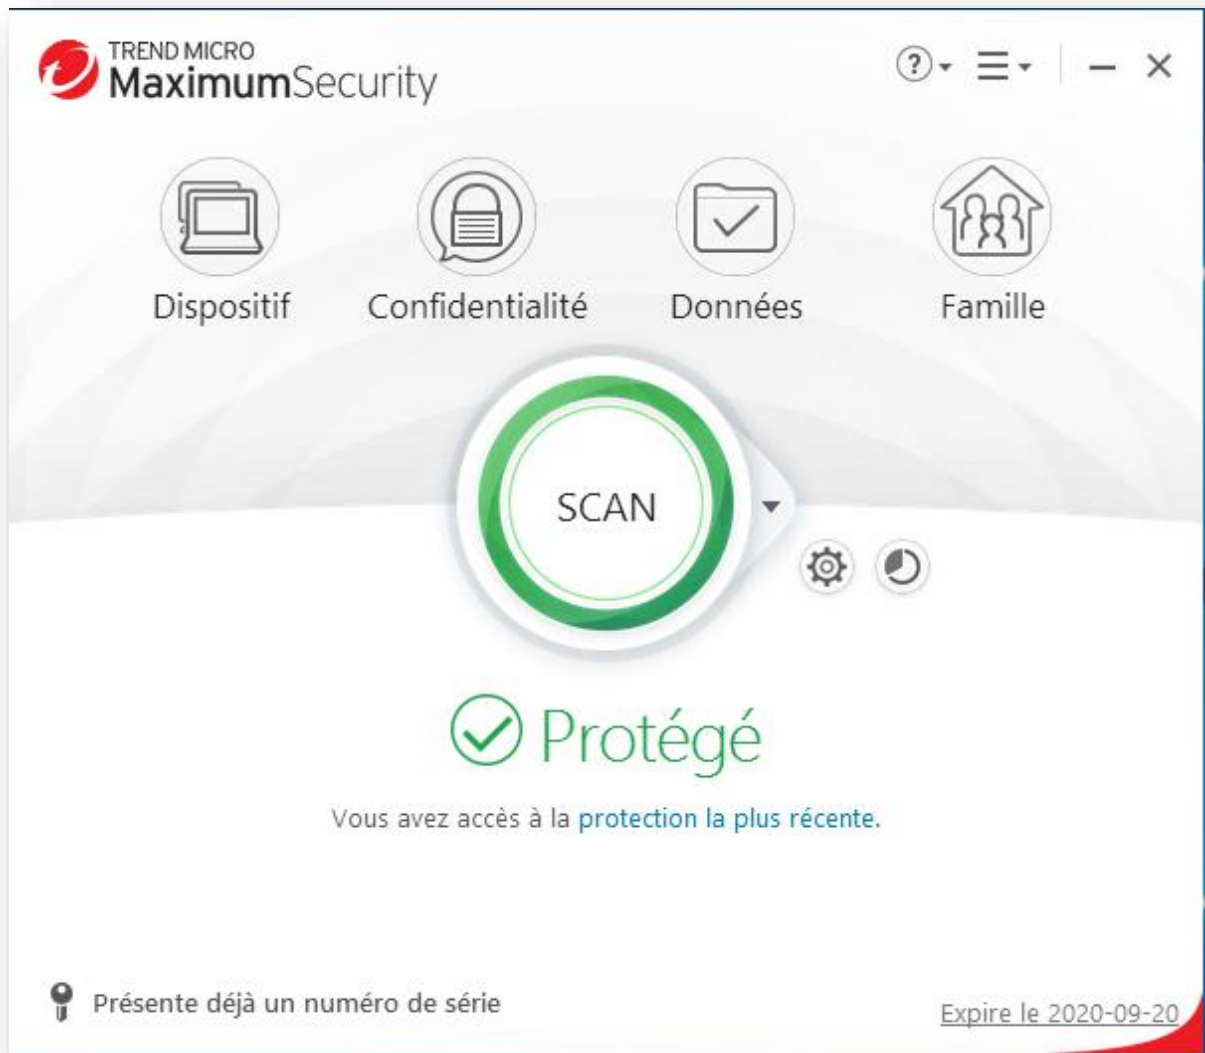 TREND MICRO
MaximumSecurity
?
Dispositif Confidentialité Données Famille
SCAN
Protégé
Vous avez accès à la protection la plus récente.
Présente déjà un numéro de série
Expire le 2020-09-20